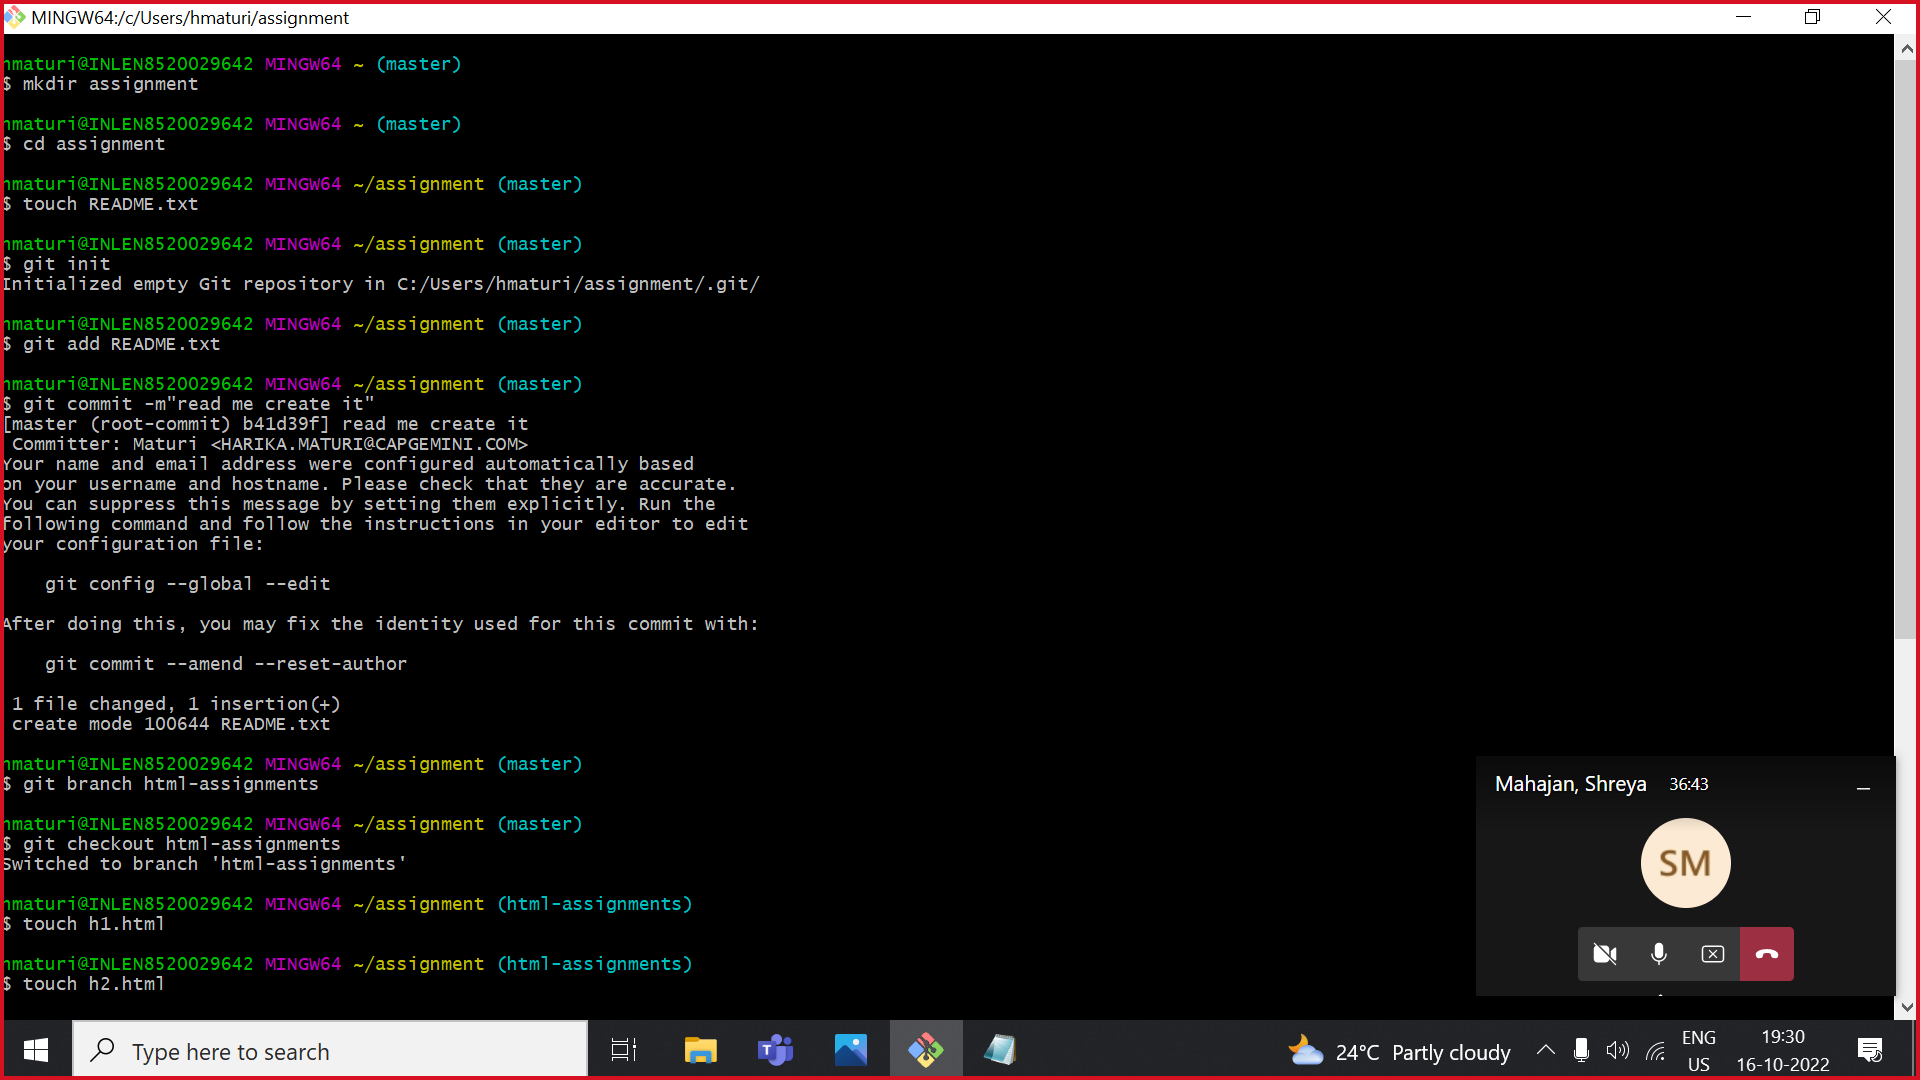 MINGW64:/c/Users/hmaturi/assignment
hmaturi@INLEN8520029642 MINGW64 ~ (master)
$ mkdir assignment
hmaturi@INLEN8520029642 MINGW64 ~ (master)
$ cd assignment
hmaturi@INLEN8520029642 MINGW64 ~/assignment (master)
$ touch README.txt
hmaturi@INLEN8520029642 MINGW64 ~/assignment (master)
$ git init
Initialized empty Git repository in C:/Users/hmaturi/assignment/.git/
hmaturi@INLEN8520029642 MINGW64 ~/assignment (master)
$ git add README.txt
hmaturi@INLEN8520029642 MINGW64 ~/assignment (master)
$ git commit -m"read me create it"
[master (root-commit) b41d39f] read me create it
Committer: Maturi <HARIKA.MATURI@CAPGEMINI.COM>
Your name and email address were configured automatically based
on your username and hostname. Please check that they are accurate.
You can suppress this message by setting them explicitly. Run the
following command and follow the instructions in your editor to edit
your configuration file:
git config --global --edit
After doing this, you may fix the identity used for this commit with:
git commit --amend --reset-author
1 file changed, 1 insertion(+)
create mode 100644 README.txt
hmaturi@INLEN8520029642 MINGW64 ~/assignment (master)
$ git branch html-assignments
hmaturi@INLEN8520029642 MINGW64 ~/assignment (master)
$ git checkout html-assignments
Switched to branch 'html-assignments'
hmaturi@INLEN8520029642 MINGW64 ~/assignment (html-assignments)
$ touch h1.html
hmaturi@INLEN8520029642 MINGW64 ~/assignment (html-assignments)
$ touch h2.html
Mahajan, Shreya 36:43
SM
Type here to search
24°C Partly cloudy
ENG
US
19:30
16-10-2022